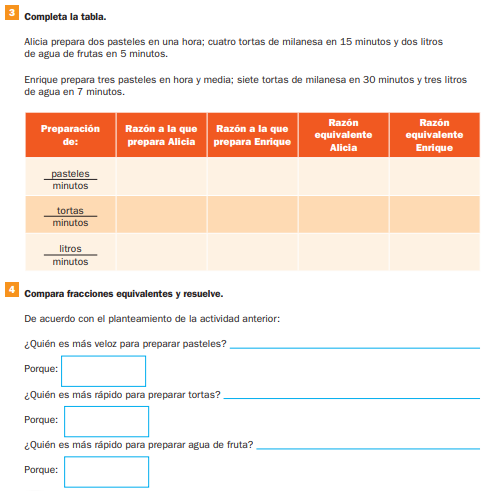 3 Completa la tabla.
Alicia prepara dos pasteles en una hora; cuatro tortas de milanesa en 15 minutos y dos litros
de agua de frutas en 5 minutos.
Enrique prepara tres pasteles en hora y media; siete tortas de milanesa en 30 minutos y tres litros
de agua en 7 minutos.
Preparación de: Razón a la que prepara Alicia Razón a la que prepara Enrique Razón equivalente Alicia Razón equivalente Enrique
pasteles
minutos
tortas
minutos
litros
minutos
4 Compara fracciones equivalentes y resuelve.
De acuerdo con el planteamiento de la actividad anterior:
¿Quién es más veloz para preparar pasteles?
Porque:
¿Quién es más rápido para preparar tortas?
Porque:
¿Quién es más rápido para preparar agua de fruta?
Porque: